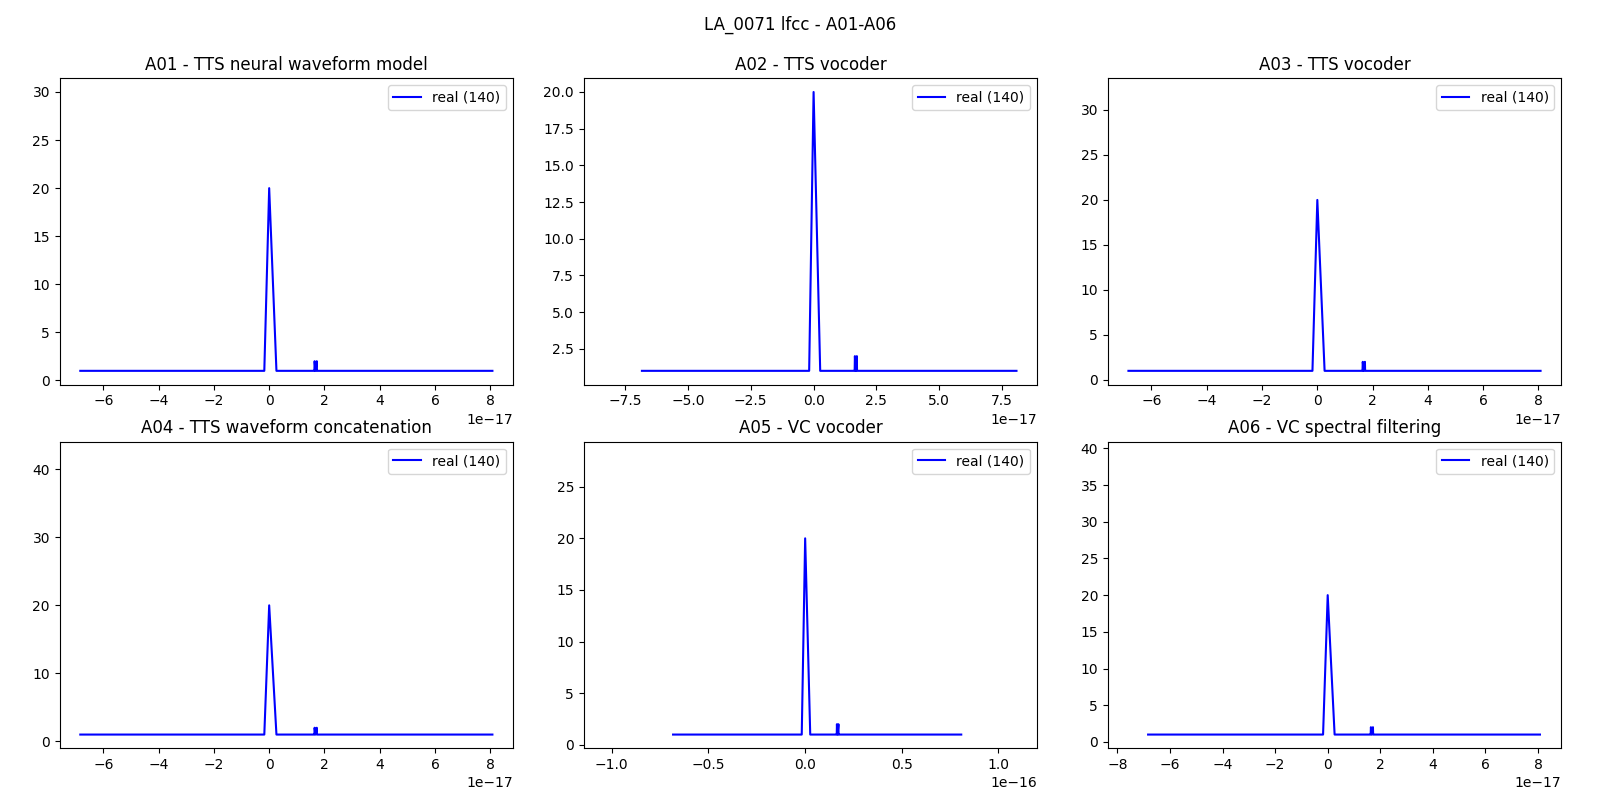 LA_0071 lfcc - A01-A06
A01 - TTS neural waveform model
real (140)
30
25
20
15
10
5
0
−6 −4 −2 0 2 4 6 8
1e−17
A02 - TTS vocoder
real (140)
20.0
17.5
15.0
12.5
10.0
7.5
5.0
2.5
−7.5 −5.0 −2.5 0.0 2.5 5.0 7.5
1e−17
A03 - TTS vocoder
real (140)
30
25
20
15
10
5
0
−6 −4 −2 0 2 4 6 8
1e−17
A04 - TTS waveform concatenation
real (140)
40
30
20
10
0
−6 −4 −2 0 2 4 6 8
1e−17
A05 - VC vocoder
real (140)
25
20
15
10
5
0
−1.0 −0.5 0.0 0.5 1.0
1e−16
A06 - VC spectral filtering
real (140)
40
35
30
25
20
15
10
5
0
−8 −6 −4 −2 0 2 4 6 8
1e−17